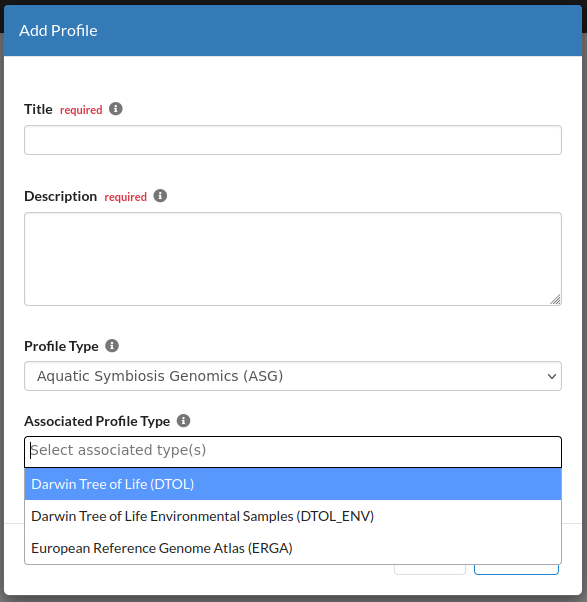 Add Profile
Title required
Description required
Profile Type
Aquatic Symbiosis Genomics (ASG)
Associated Profile Type
Select associated type(s)
Darwin Tree of Life (DTOL)
Darwin Tree of Life Environmental Samples (DTOL_ENV)
European Reference Genome Atlas (ERGA)